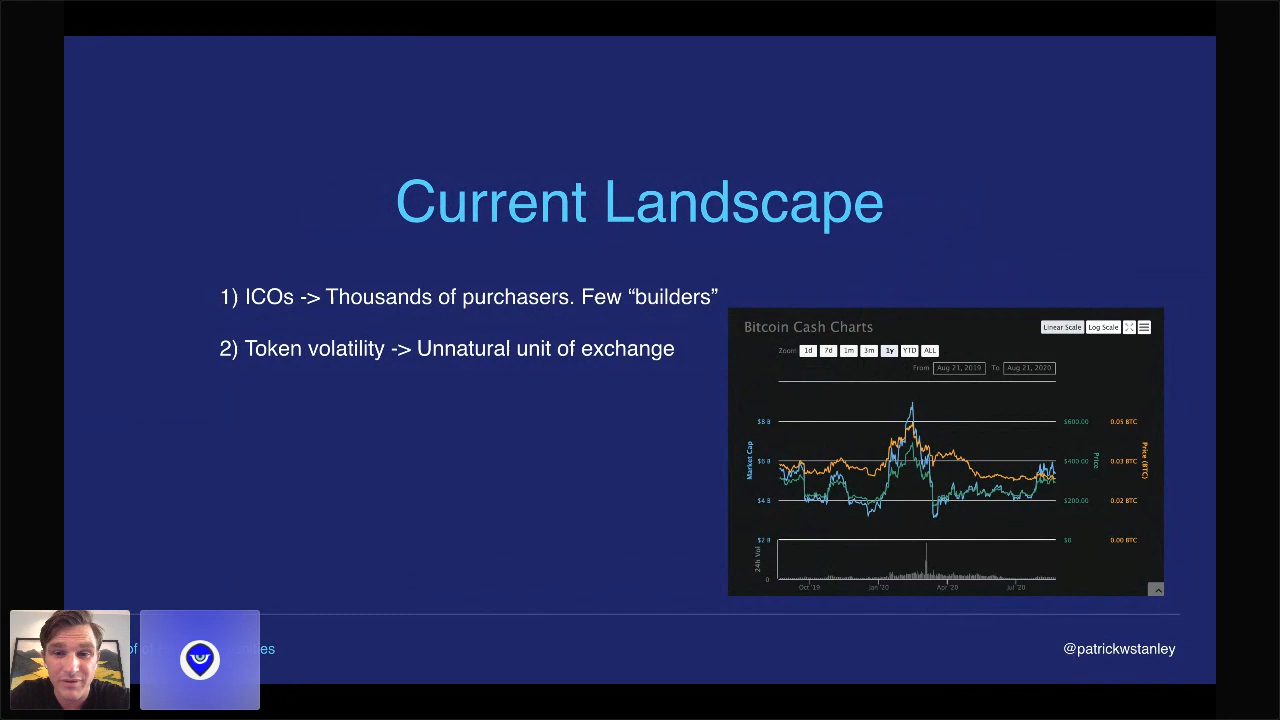 Current Landscape
1) ICOs -> Thousands of purchasers. Few “builders”
2) Token volatility -> Unnatural unit of exchange
Bitcoin Cash Charts
Linear Scale Log Scale
Zoom 1d 7d 1m 3m 1y YTD ALL
From Aug 21, 2019 To Aug 21, 2020
$8 B $600.00 0.05 BTC
$6 B $400.00 0.03 BTC
Market Cap Price Price (BTC)
$4 B $200.00 0.02 BTC
$2 B $0 0.00 BTC
24h Vol
0
Oct '19 Jan '20 Apr '20 Jul '20
@patrickwstanley